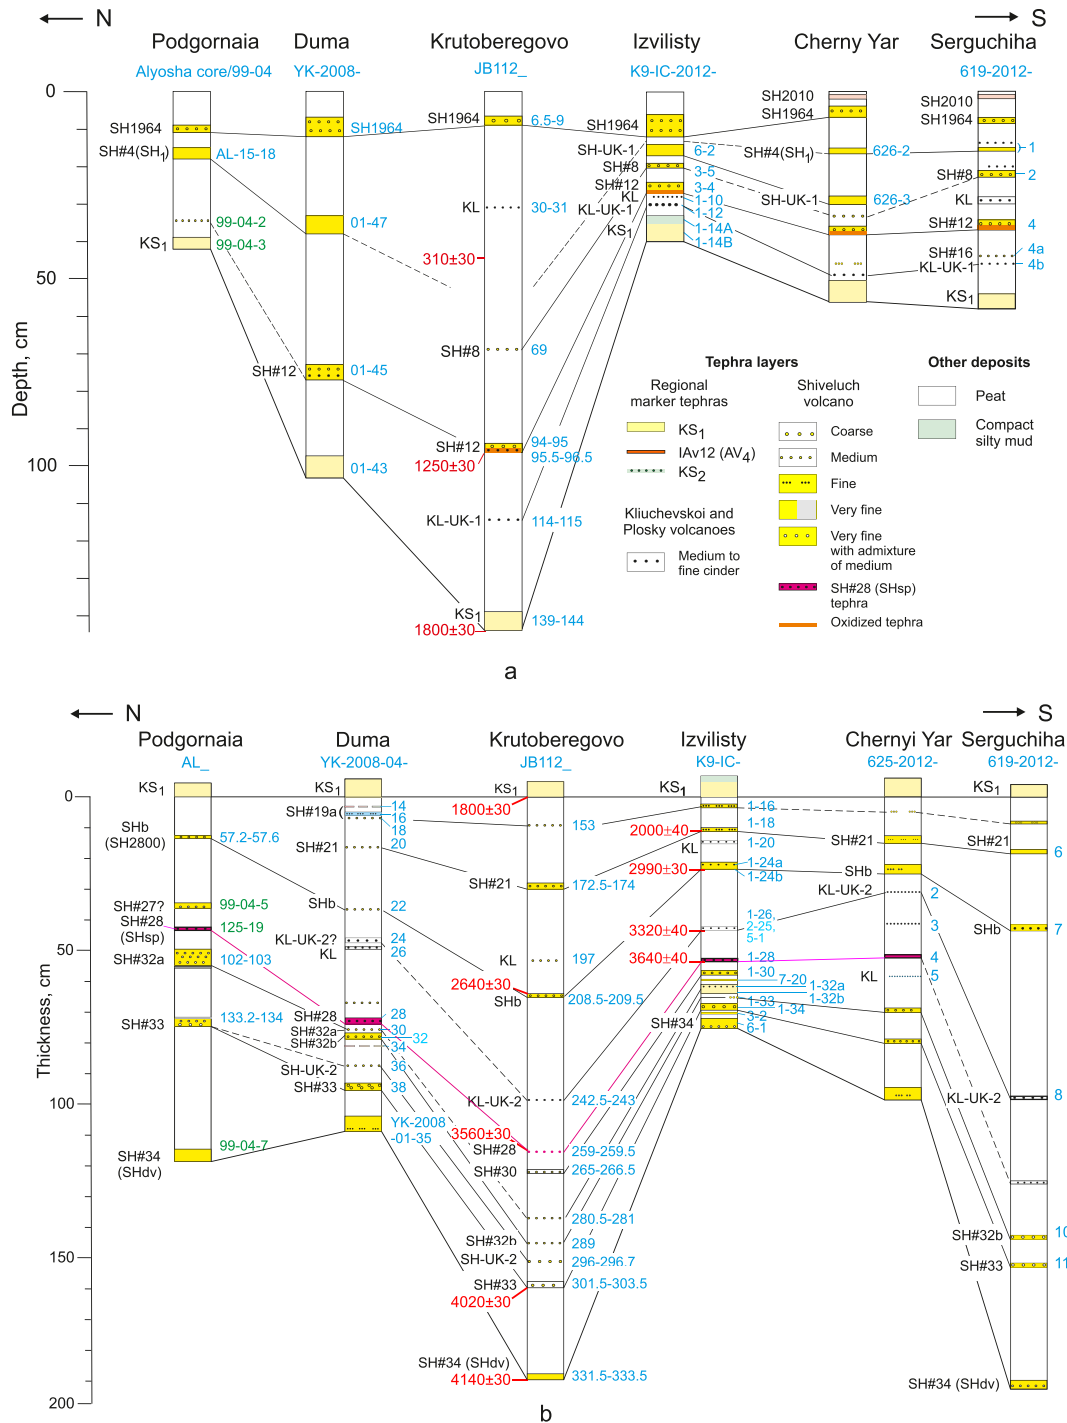 N
S
Podgornaia
Duma
Krutoberegovo
Izvilisty
Cherny Yar
Serguchiha
Alyosha core/99-04
YK-2008-
JB112_
K9-IC-2012-
619-2012-
Depth, cm
0
50
100
SH1964
SH#4(SH1)
KS1
AL-15-18
99-04-2
99-04-3
SH1964
01-47
SH#12
01-45
01-43
SH1964
6.5-9
KL
30-31
310±30
SH#8
69
SH#12
94-95
95.5-96.5
1250±30
KL-UK-1
114-115
KS1
139-144
1800±30
SH1964
SH-UK-1
6-2
SH#8
3-5
SH#12
3-4
KL
1-10
KL-UK-1
1-12
KS1
1-14A
1-14B
SH2010
SH1964
SH#4(SH1)
626-2
SH-UK-1
626-3
SH2010
SH1964
1
SH#8
2
KL
SH#12
4
SH#16
4a
KL-UK-1
4b
KS1
Tephra layers
Other deposits
Regional
marker tephras
KS1
IAv12 (AV4)
KS2
Kliuchevskoi and
Plosky volcanoes
Medium to
fine cinder
Shiveluch
volcano
Coarse
Medium
Fine
Very fine
Very fine
with admixture
of medium
SH#28 (SHsp)
tephra
Oxidized tephra
Peat
Compact
silty mud
a
N
S
Podgornaia
Duma
Krutoberegovo
Izvilisty
Chernyi Yar
Serguchiha
AL_
YK-2008-04-
JB112_
K9-IC-
625-2012-
619-2012-
Thickness, cm
0
50
100
150
200
KS1
SHb
(SH2800)
57.2-57.6
SH#27?
99-04-5
SH#28
(SHsp)
125-19
SH#32a
102-103
SH#33
133.2-134
SH#34
(SHdv)
99-04-7
KS1
SH#19a(
14
16
18
SH#21
20
SHb
22
KL-UK-2?
24
KL
26
SH#28
28
SH#32a
30
SH#32b
32
34
SH-UK-2
36
SH#33
38
YK-2008
-01-35
KS1
1800±30
153
SH#21
172.5-174
KL
197
2640±30
SHb
208.5-209.5
KL-UK-2
242.5-243
3560±30
SH#28
259-259.5
SH#30
265-266.5
280.5-281
SH#32b
289
SH-UK-2
296-296.7
SH#33
301.5-303.5
4020±30
SH#34 (SHdv)
331.5-333.5
4140±30
KS1
1-16
2000±40
1-18
KL
1-20
2990±30
1-24a
1-24b
1-26,
2-25,
5-1
3320±40
3640±40
1-28
1-30
7-20
1-32a
1-32b
1-33
1-34
3-2
SH#34
6-1
SH#21
SHb
KL-UK-2
2
3
4
KL
5
KS1
SH#21
6
SHb
7
KL-UK-2
8
SH#32b
10
SH#33
11
SH#34 (SHdv)
b